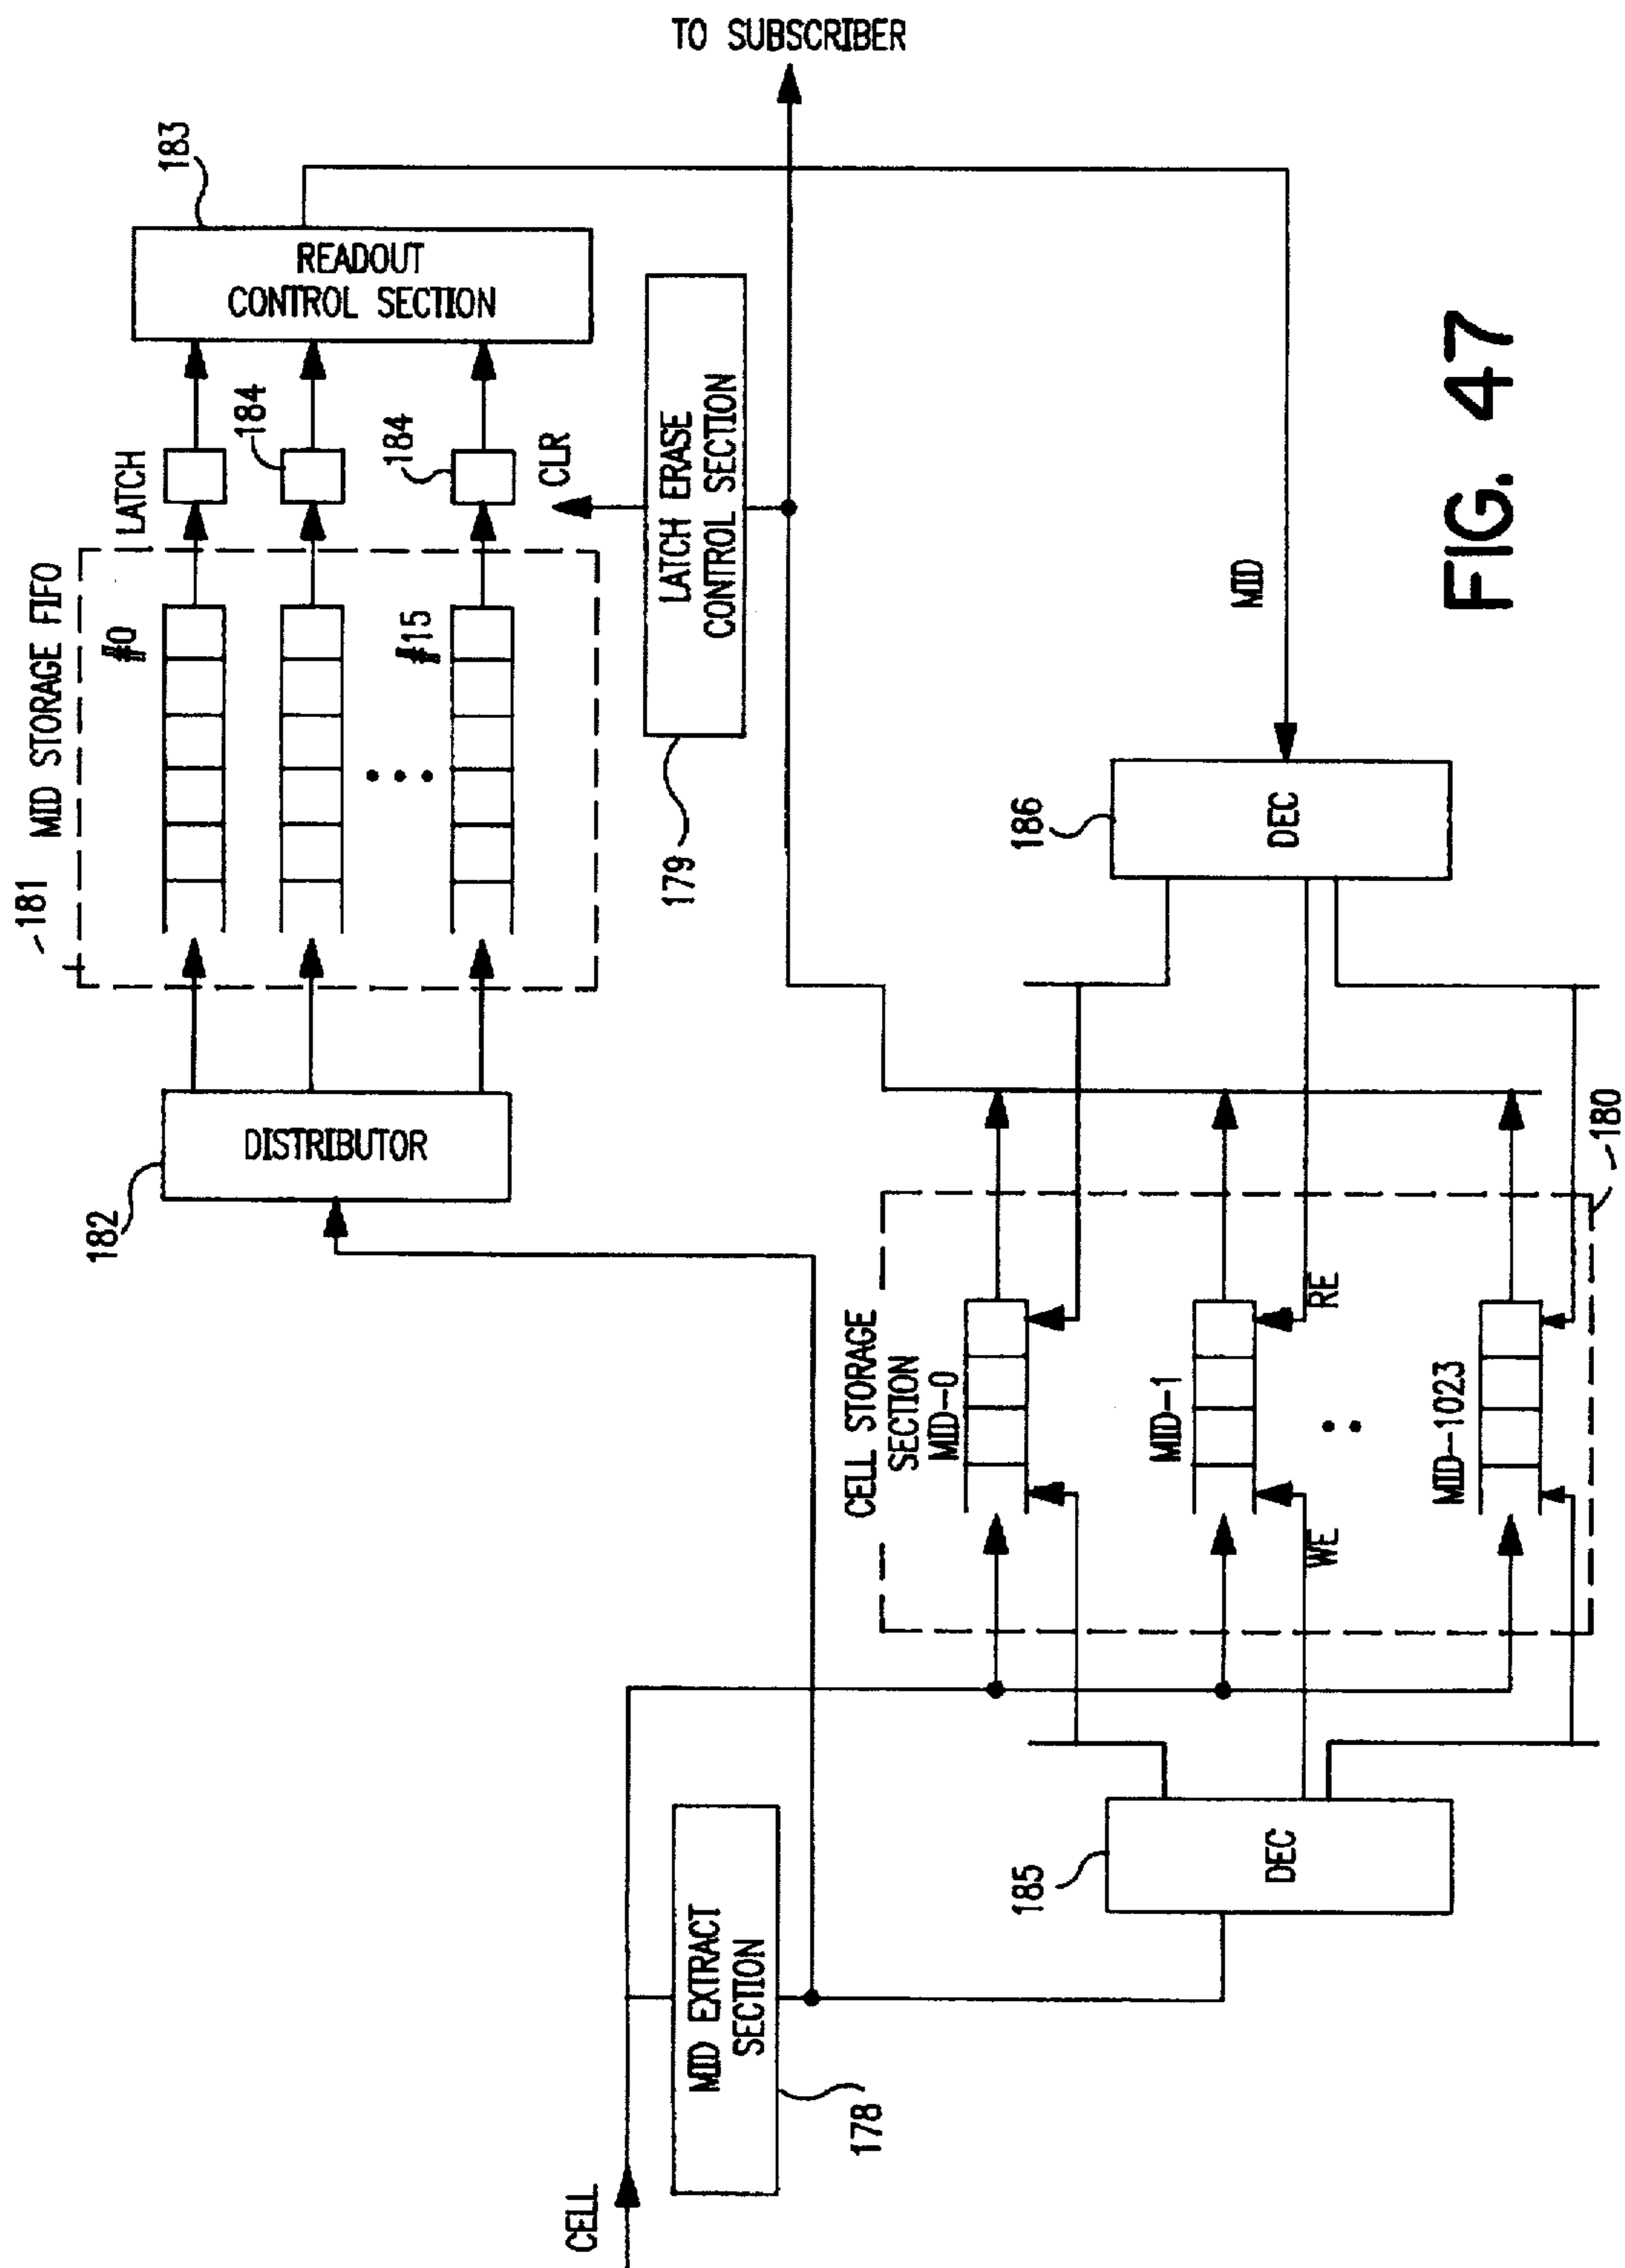 TO SUBSCRIBER
183
READOUT
CONTROL SECTION
LATCH
184
184
CLR
MID STORAGE FIFO
181
#0
#15
LATCH ERASE
CONTROL SECTION
179
DISTRIBUTOR
182
MID
186
DEC
CELL STORAGE
SECTION
MID-0
MID-1
MID-1023
RE
WE
180
185
DEC
MID EXTRACT
SECTION
178
CELL
FIG. 47